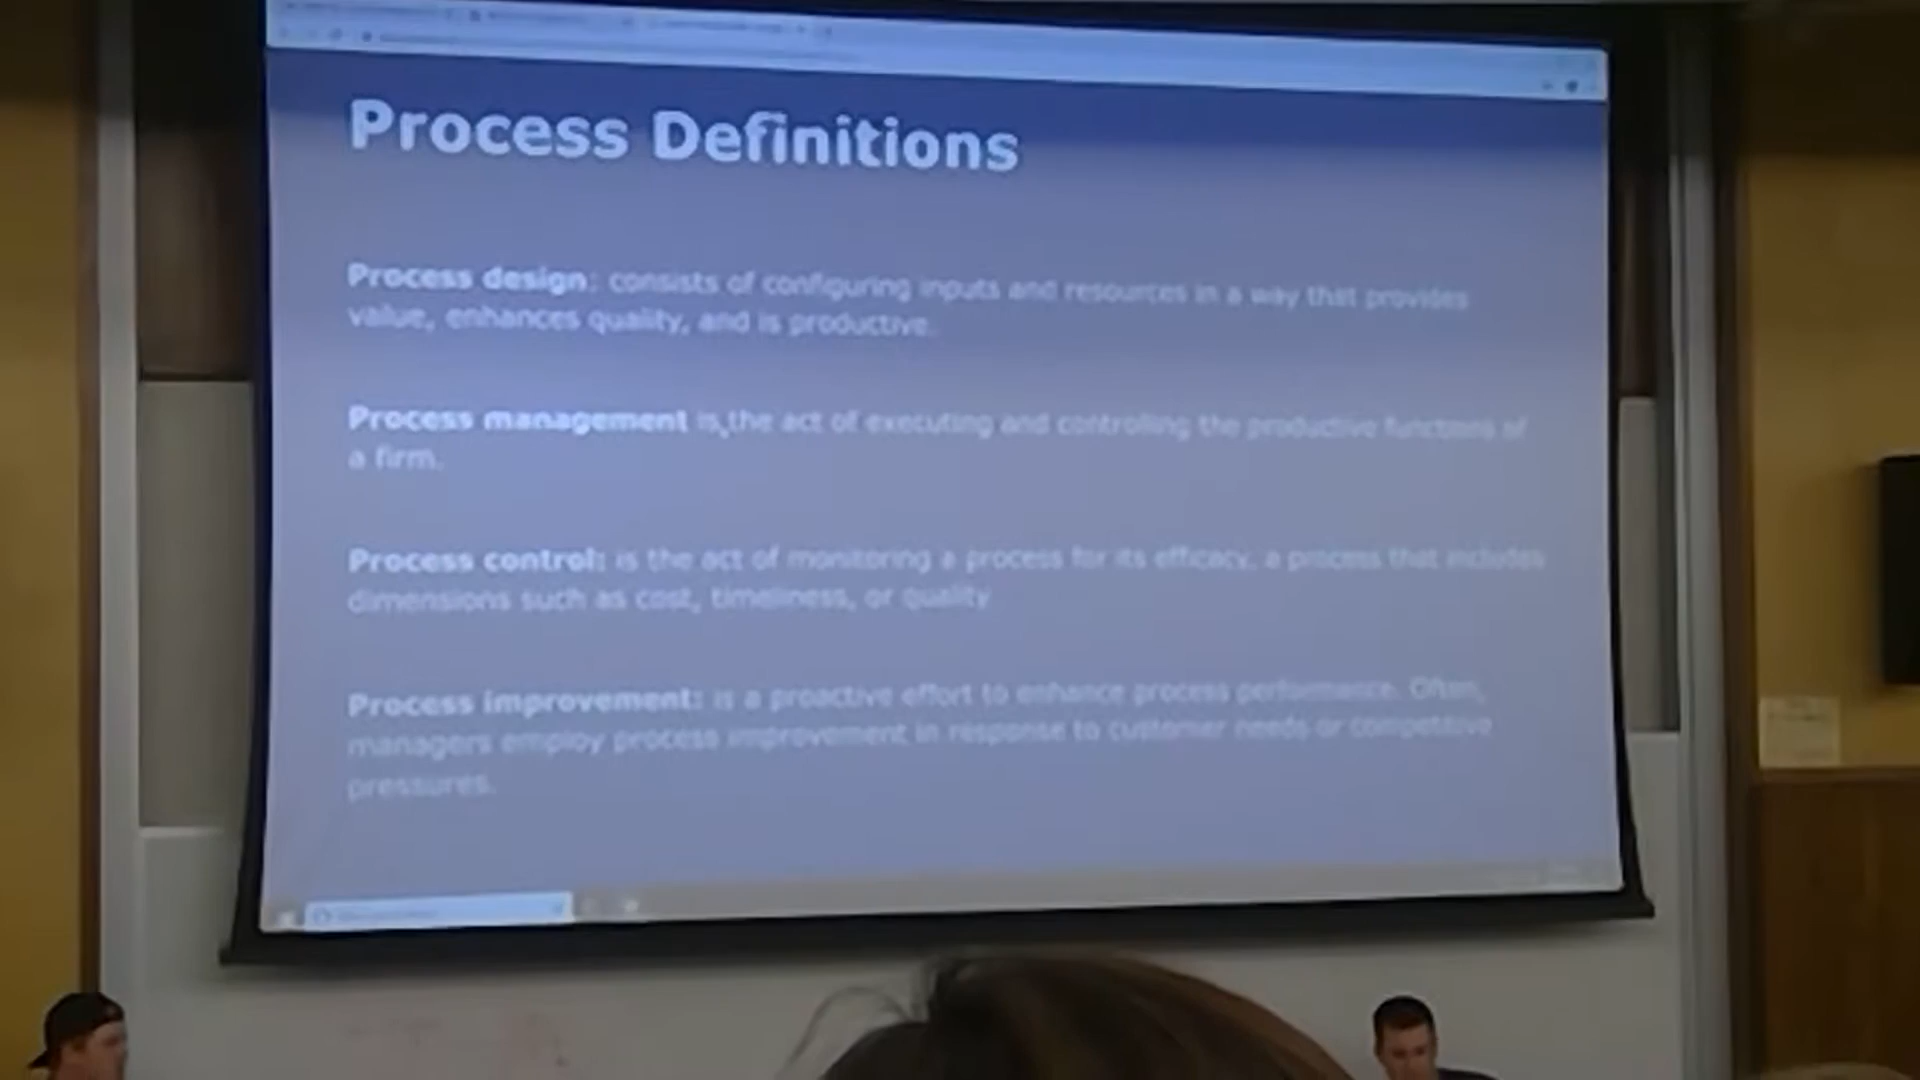 Process Definitions
Process design: consists of configuring inputs and resources in a way that provides
value, enhances quality, and is productive.
Process management is the act of executing and controlling the productive functions of
a firm.
Process control: is the act of monitoring a process for its efficacy, a process that includes
dimensions such as cost, timeliness, or quality
Process improvement: is a proactive effort to enhance process performance. Often,
managers employ process improvement in response to customer needs or competitive
pressures.